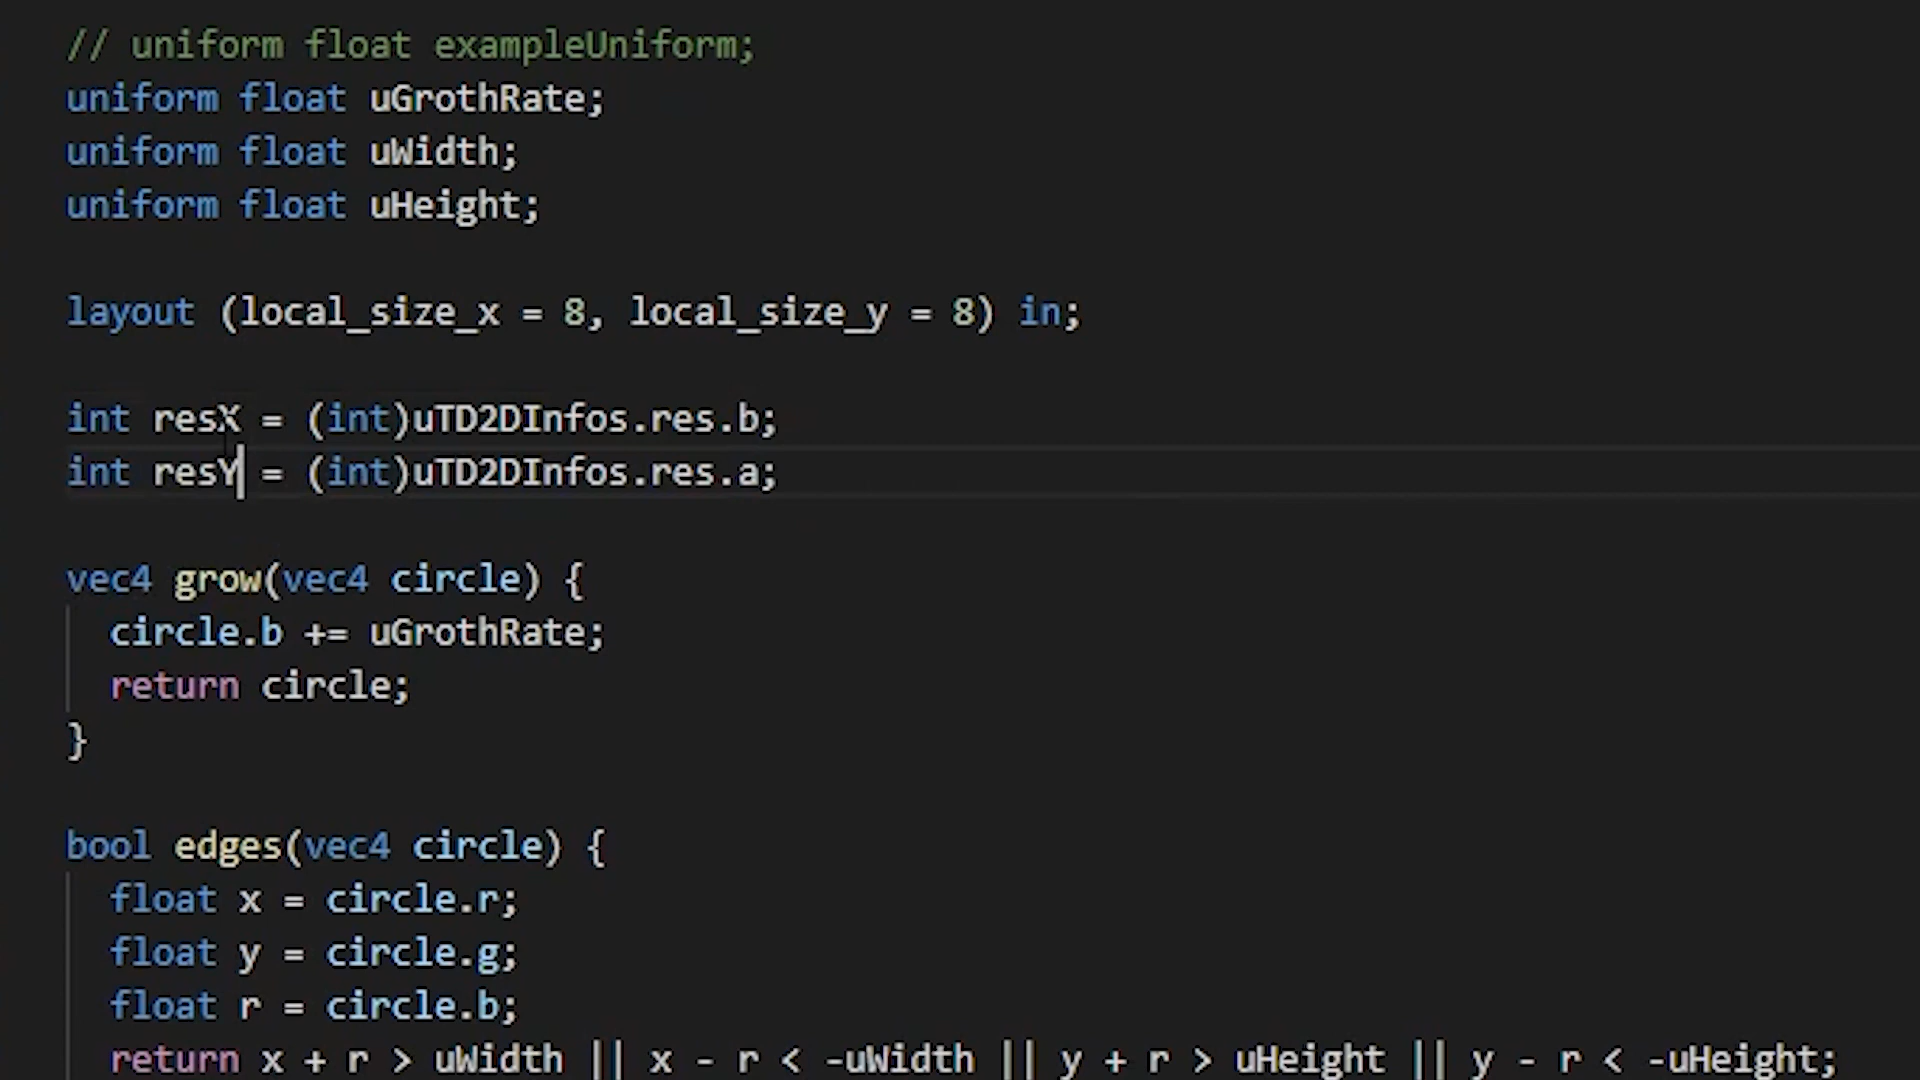 // uniform float exampleUniform;
uniform float uGrothRate;
uniform float uWidth;
uniform float uHeight;
layout (local_size_x = 8, local_size_y = 8) in;
int resX = (int)uTD2DInfos.res.b;
int resY = (int)uTD2DInfos.res.a;
vec4 grow(vec4 circle) {
circle.b += uGrothRate;
return circle;
}
bool edges(vec4 circle) {
float x = circle.r;
float y = circle.g;
float r = circle.b;
return x + r > uWidth || x - r < -uWidth || y + r > uHeight || y - r < -uHeight;